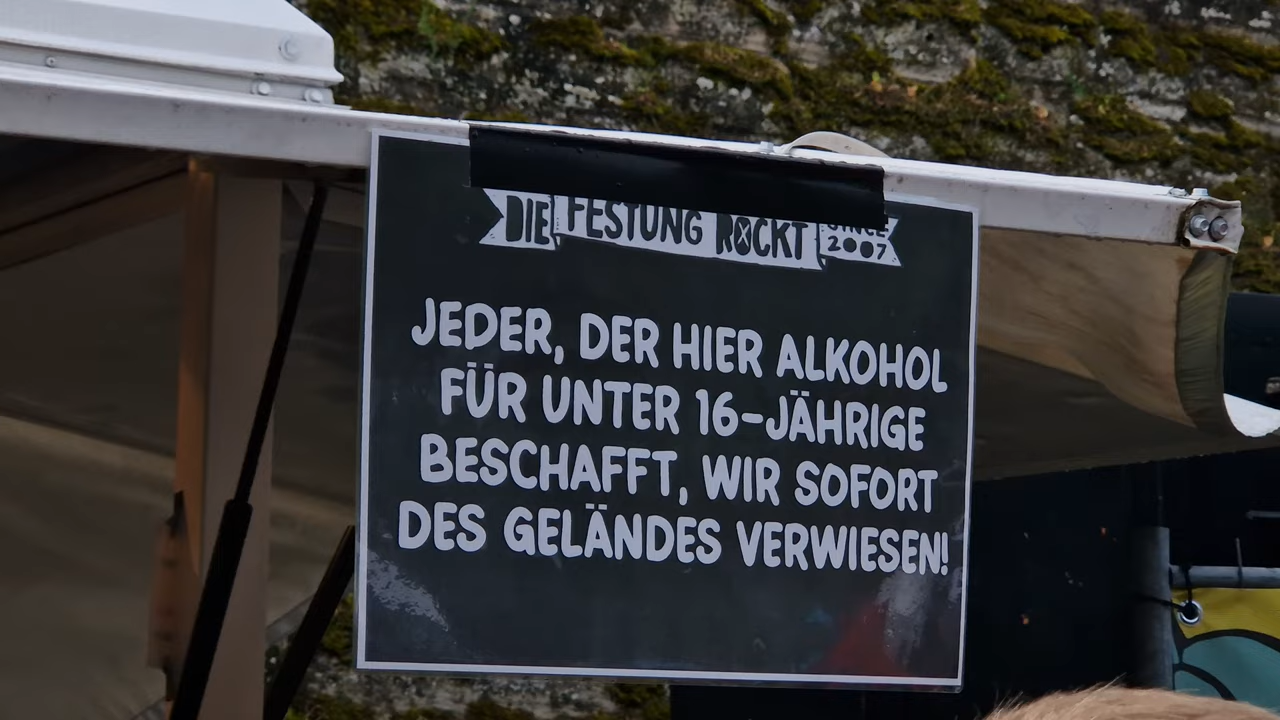 DIE FESTUNG ROCKT SINCE 2007
JEDER, DER HIER ALKOHOL
FÜR UNTER 16-JÄHRIGE
BESCHAFFT, WIR SOFORT
DES GELÄNDES VERWIESEN!